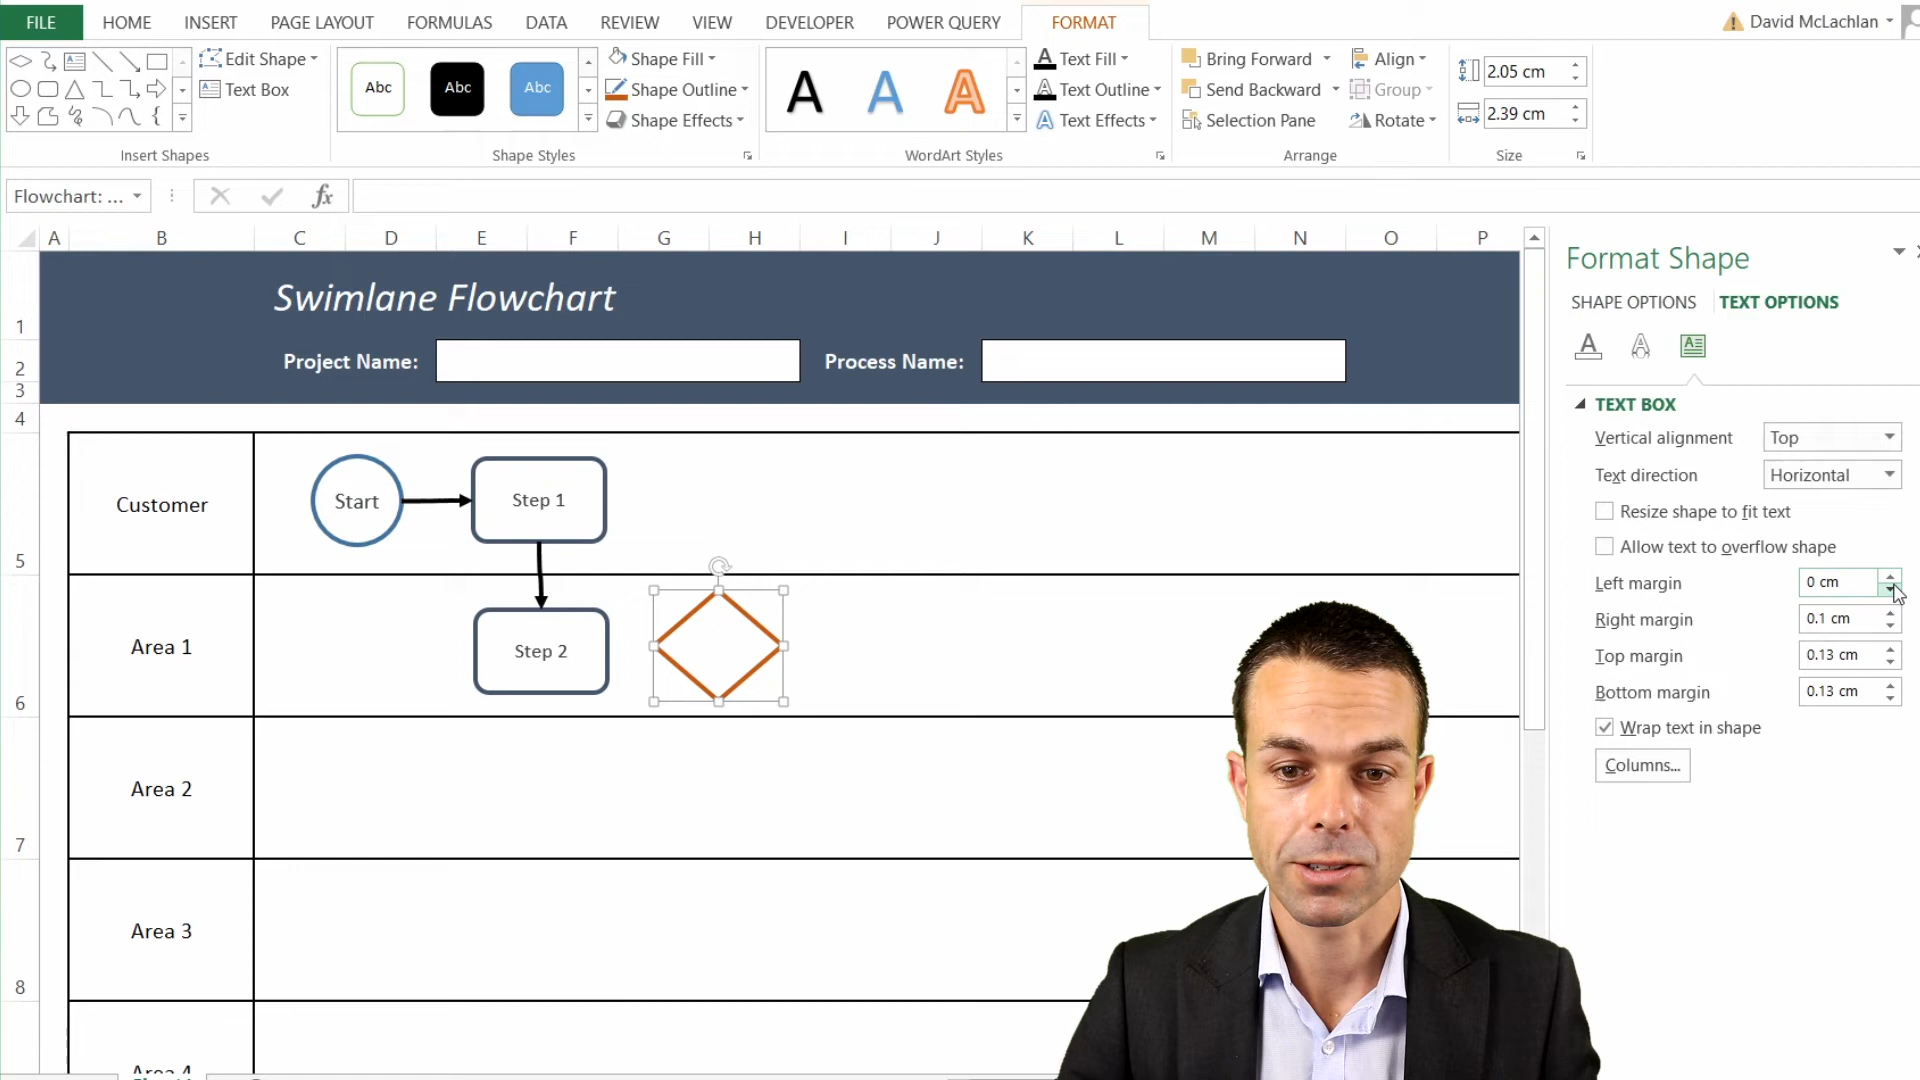 FILE HOME INSERT PAGE LAYOUT FORMULAS DATA REVIEW VIEW DEVELOPER POWER QUERY FORMAT David McLachlan
Edit Shape
Text Box
Insert Shapes
Abc Abc Abc
Shape Fill
Shape Outline
Shape Effects
Shape Styles
A A A
Text Fill
Text Outline
Text Effects
WordArt Styles
Bring Forward
Send Backward
Selection Pane
Align
Group
Rotate
Arrange
2.05 cm
2.39 cm
Size
Flowchart: ... fx
A B C D E F G H I J K L M N O P
1 Swimlane Flowchart
2 Project Name: Process Name:
3
4
Customer Start Step 1
5
Area 1 Step 2
6
Area 2
7
Area 3
8
Area 4
Format Shape
SHAPE OPTIONS TEXT OPTIONS
TEXT BOX
Vertical alignment Top
Text direction Horizontal
Resize shape to fit text
Allow text to overflow shape
Left margin 0 cm
Right margin 0.1 cm
Top margin 0.13 cm
Bottom margin 0.13 cm
Wrap text in shape
Columns...